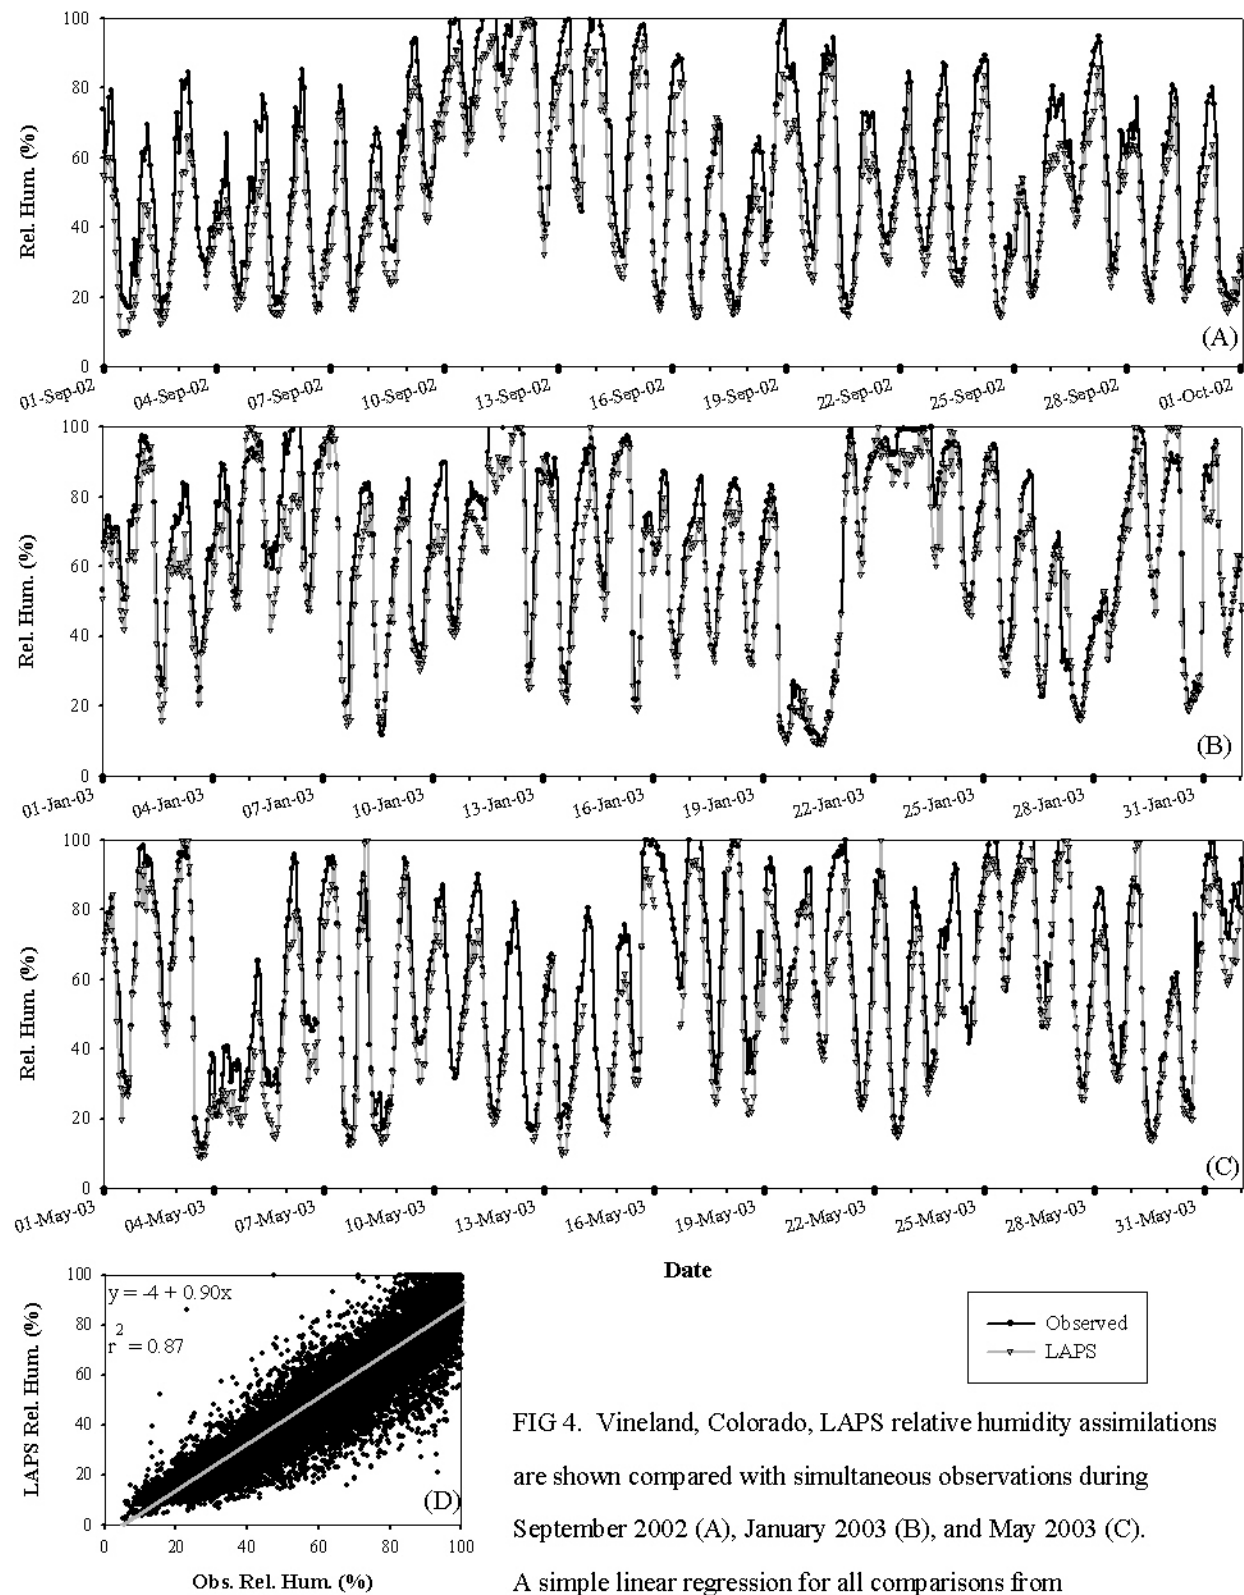 100
80
60
40
20
0
Rel. Hum. (%)
(A)
01-Sep-02 04-Sep-02 07-Sep-02 10-Sep-02 13-Sep-02 16-Sep-02 19-Sep-02 22-Sep-02 25-Sep-02 28-Sep-02 01-Oct-02
100
80
60
40
20
0
Rel. Hum. (%)
(B)
01-Jan-03 04-Jan-03 07-Jan-03 10-Jan-03 13-Jan-03 16-Jan-03 19-Jan-03 22-Jan-03 25-Jan-03 28-Jan-03 31-Jan-03
100
80
60
40
20
0
Rel. Hum. (%)
(C)
01-May-03 04-May-03 07-May-03 10-May-03 13-May-03 16-May-03 19-May-03 22-May-03 25-May-03 28-May-03 31-May-03
Date
100
80
60
40
20
0
LAPS Rel. Hum. (%)
y = -4 + 0.90x
r2 = 0.87
(D)
0 20 40 60 80 100
Obs. Rel. Hum. (%)
Observed
LAPS
FIG 4. Vineland, Colorado, LAPS relative humidity assimilations
are shown compared with simultaneous observations during
September 2002 (A), January 2003 (B), and May 2003 (C).
A simple linear regression for all comparisons from